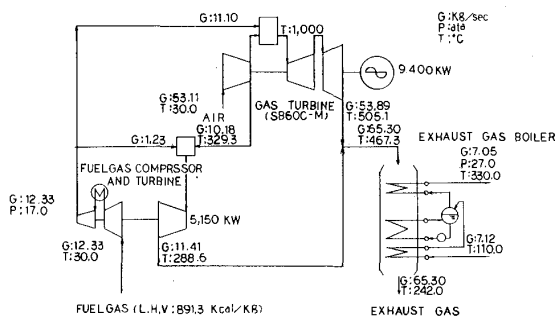 G:11.10
G:Kg/sec
P:ata
T:°C
T:1,000
9.400KW
G:53.11
T:30.0
AIR
GAS TURBINE
(SB60C-M)
G:53.89
T:505.1
G:10.18
T:329.3
G:65.30
T:467.3
EXHAUST GAS BOILER
G:1.23
G:7.05
P:27.0
T:330.0
FUELGAS COMPRSSOR
AND TURBINE
G:12.33
P:17.0
M
5,150 KW
G:12.33
T:30.0
G:11.41
T:288.6
G:7.12
T:110.0
G:65.30
T:242.0
FUELGAS (L.H,V:891.3 Kcal/KG)
EXHAUST GAS